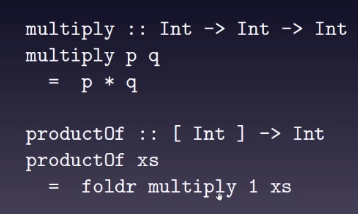 multiply :: Int -> Int -> Int
multiply p q
= p * q
productOf :: [ Int ] -> Int
productOf xs
= foldr multiply 1 xs